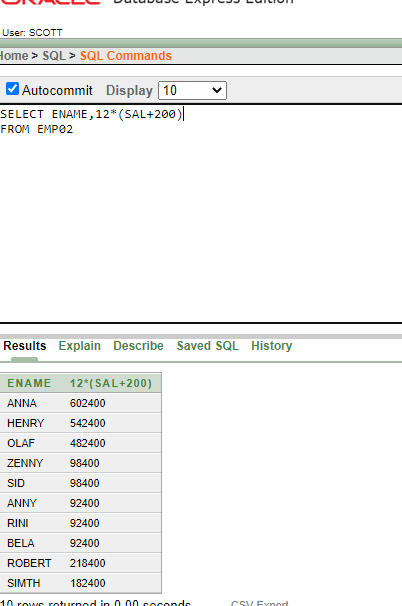 ORACLE Database Express Edition
User: SCOTT
Home > SQL > SQL Commands
Autocommit Display 10
SELECT ENAME,12*(SAL+200)
FROM EMP02
Results Explain Describe Saved SQL History
ENAME 12*(SAL+200)
ANNA 602400
HENRY 542400
OLAF 482400
ZENNY 98400
SID 98400
ANNY 92400
RINI 92400
BELA 92400
ROBERT 218400
SIMTH 182400
10 rows returned in 0.00 seconds CSV Export